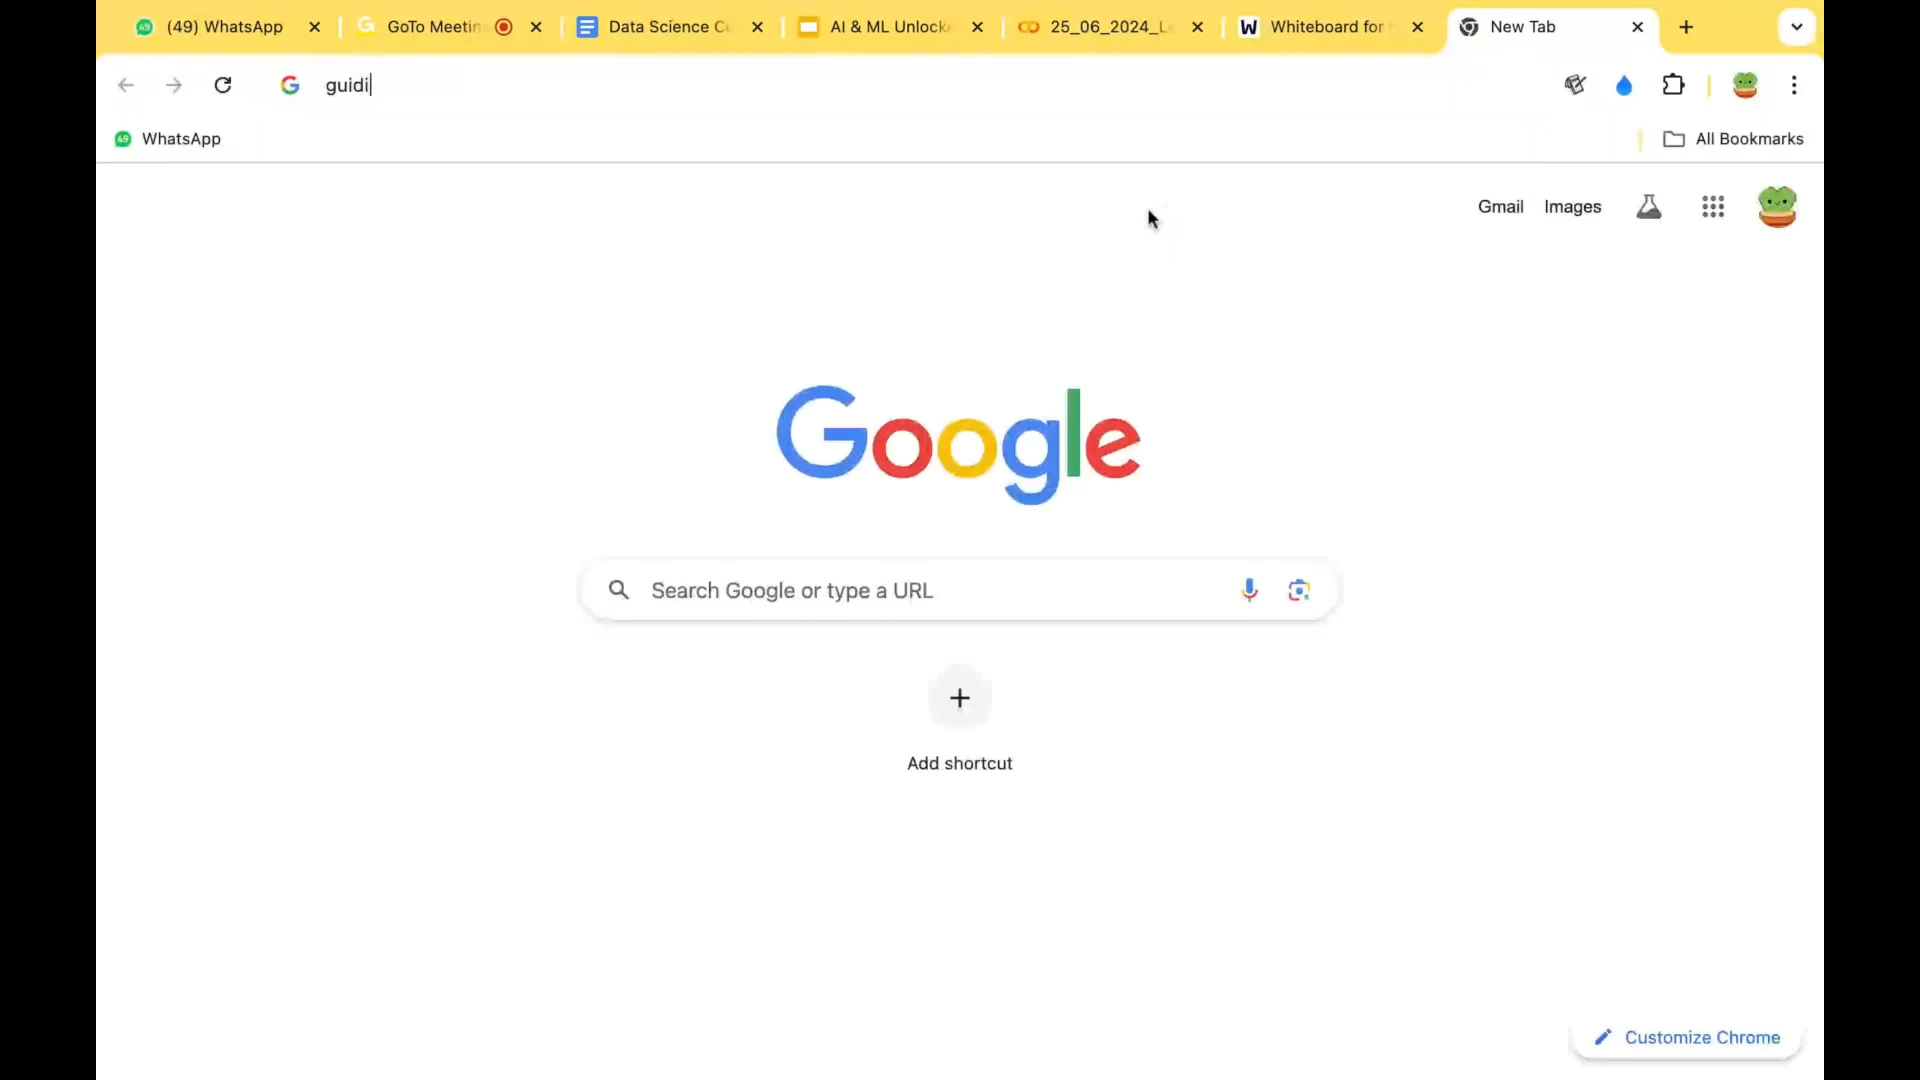 (49) WhatsApp
GoTo Meetin
Data Science C
AI & ML Unlock
25_06_2024_L
Whiteboard for
New Tab
guidi
WhatsApp
All Bookmarks
Gmail
Images
Google
Search Google or type a URL
Add shortcut
Customize Chrome